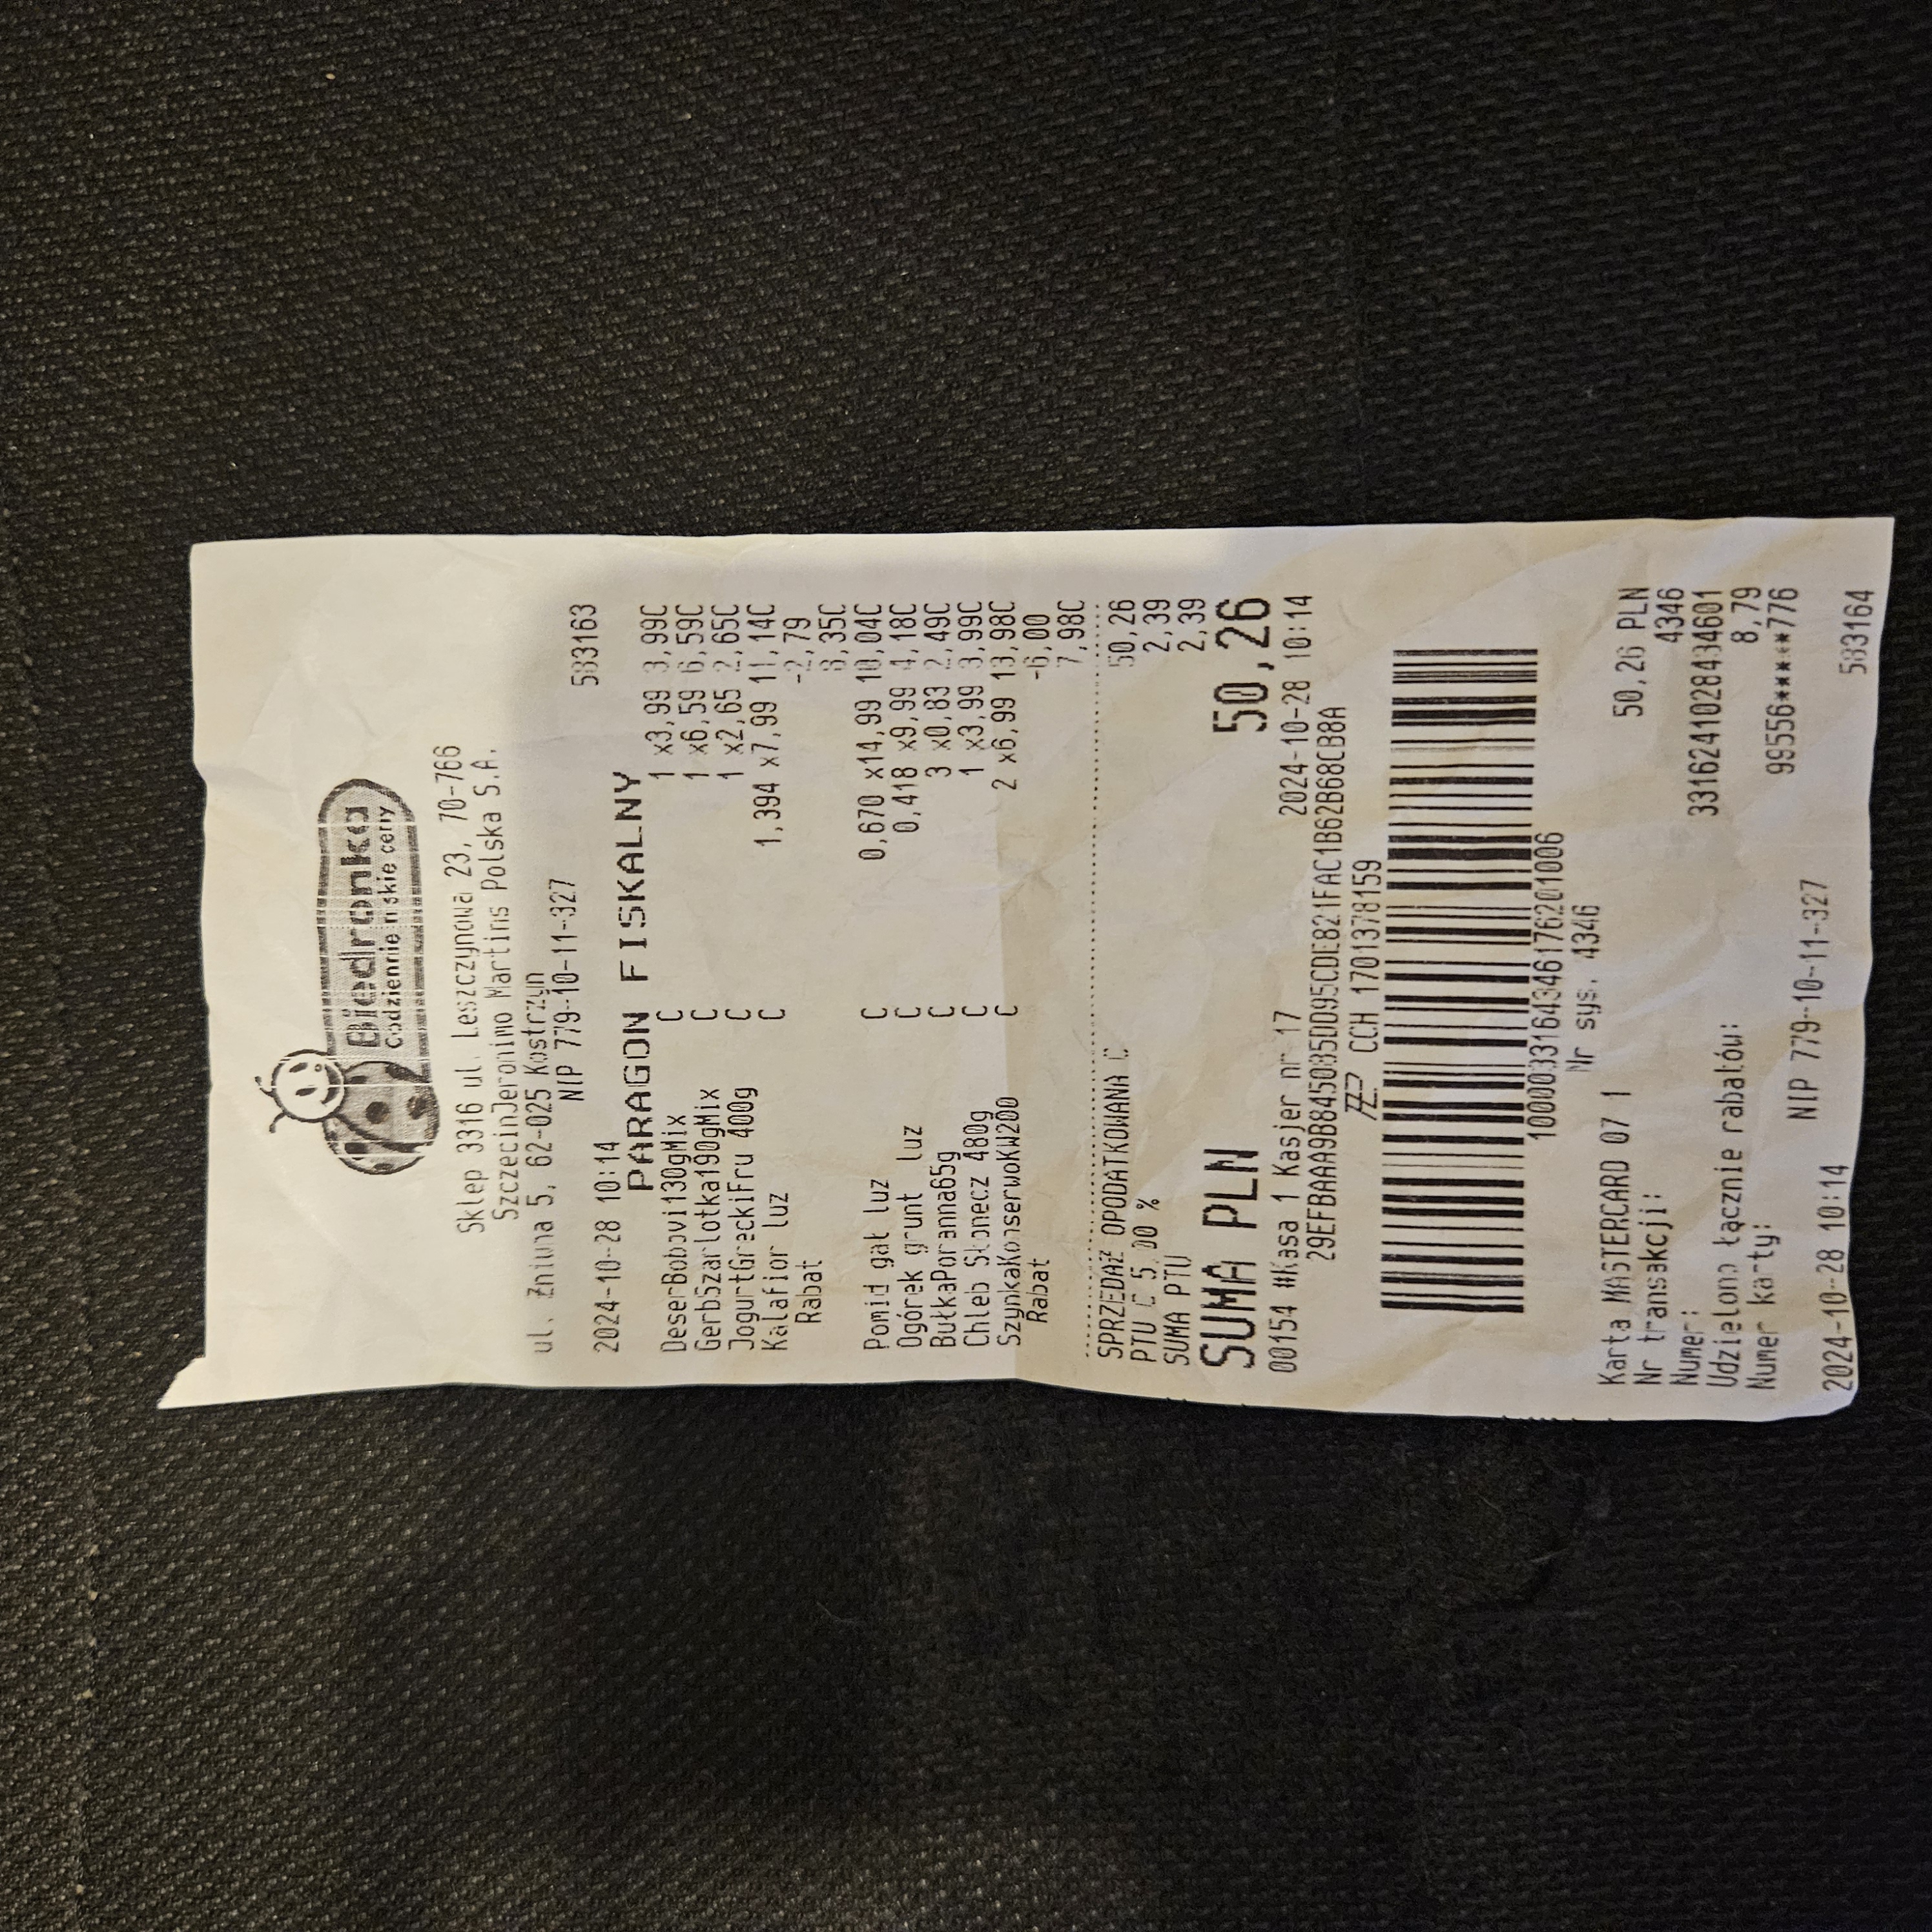 Biedronka
Codziennie niskie ceny
Sklep 3316 ul. Leszczynowa 23, 70-766
SzczecinJeronimo Martins Polska S.A.
ul. Żniwna 5, 62-025 Kostrzyn
NIP 779-10-11-327
2024-10-28 10:14 583163
PARAGON FISKALNY
DeserBobovi130gMix C 1 x3,99 3,99C
GerbSzarlotka190gMix C 1 x6,59 6,59C
JogurtGreckiFru 400g C 1 x2,65 2,65C
Kalafior luz C 1,394 x7,99 11,14C
Rabat -2,79
8,35C
Pomid gał luz C 0,670 x14,99 10,04C
Ogórek grunt luz C 0,418 x9,99 4,18C
BułkaPoranna65g C 3 x0,83 2,49C
Chleb Słonecz 480g C 1 x3,99 3,99C
SzynkaKonserwoKW200 C 2 x6,99 13,98C
Rabat -6,00
7,98C
SPRZEDAŻ OPODATKOWANA C 50,26
PTU C 5,00 % 2,39
SUMA PTU 2,39
SUMA PLN 50,26
00154 #Kasa 1 Kasjer nr 17 2024-10-28 10:14
29EFBAAA9B845085DD95CDE821FAC1B62B68CB8A
CCH 1701378159
1000033164346176201006
Nr sys. 4346
Karta MASTERCARD 07 1 50,26 PLN
Nr transakcji: 4346
Numer: 3316241028434601
Udzielono łącznie rabatów: 8,79
Numer karty: 99556*****776
NIP 779-10-11-327
2024-10-28 10:14 583164